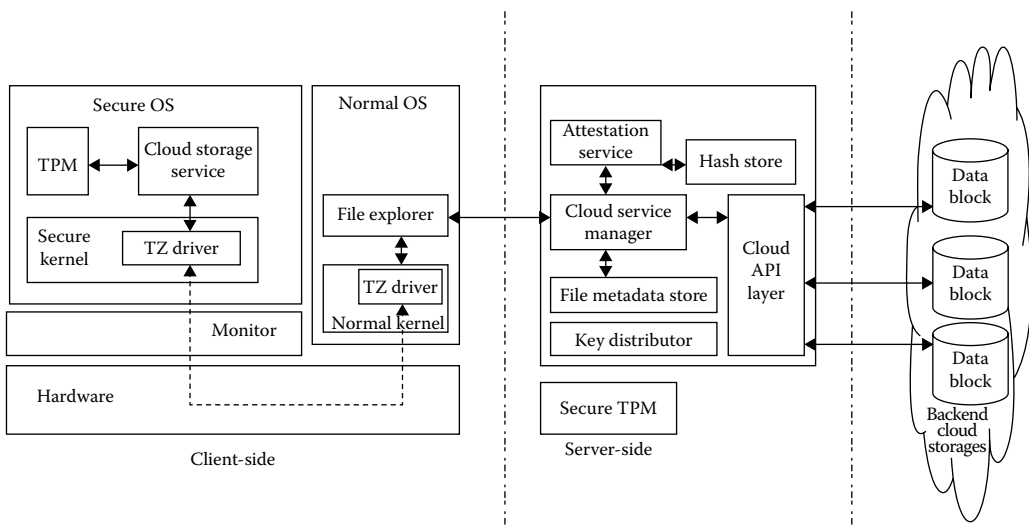 Secure OS
TPM
Cloud storage
service
Secure
kernel
TZ driver
Monitor
Hardware
Client-side
Normal OS
File explorer
TZ driver
Normal kernel
Attestation
service
Hash store
Cloud service
manager
File metadata store
Key distributor
Cloud
API
layer
Secure TPM
Server-side
Data
block
Data
block
Data
block
Backend
cloud
storages